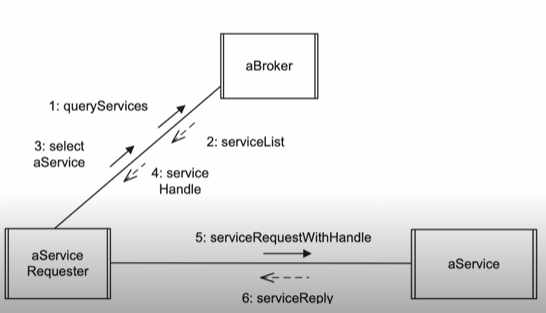 aBroker
1: queryServices
2: serviceList
3: select
aService
4: service
Handle
5: serviceRequestWithHandle
aService
Requester
aService
6: serviceReply